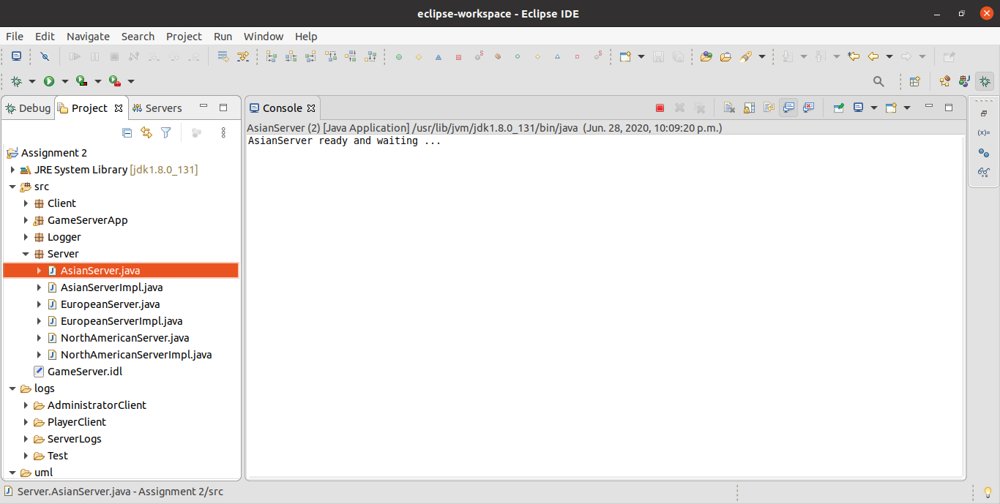 eclipse-workspace - Eclipse IDE
File Edit Navigate Search Project Run Window Help
Debug Project Servers
Assignment 2
JRE System Library [jdk1.8.0_131]
src
Client
GameServerApp
Logger
Server
AsianServer.java
AsianServerImpl.java
EuropeanServer.java
EuropeanServerImpl.java
NorthAmericanServer.java
NorthAmericanServerImpl.java
GameServer.idl
logs
AdministratorClient
PlayerClient
ServerLogs
Test
uml
Console
AsianServer (2) [Java Application] /usr/lib/jvm/jdk1.8.0_131/bin/java (Jun. 28, 2020, 10:09:20 p.m.)
AsianServer ready and waiting ...
(x)=
Server.AsianServer.java - Assignment 2/src